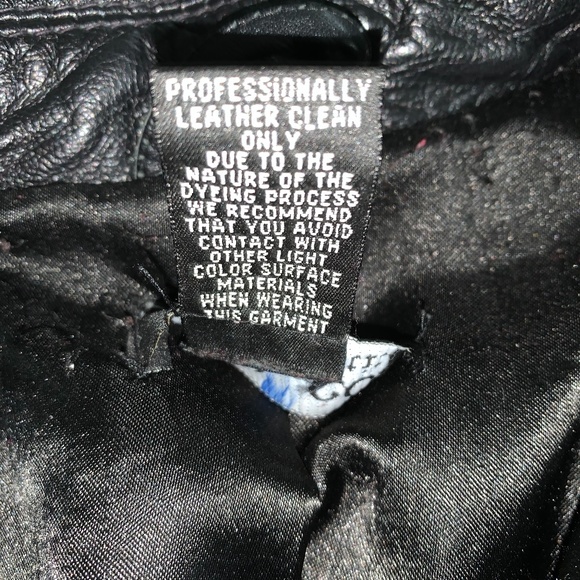 PROFESSIONALLY
LEATHER CLEAN
ONLY
DUE TO THE
NATURE OF THE
DYEING PROCESS
WE RECOMMEND
THAT YOU AVOID
CONTACT WITH
OTHER LIGHT
COLOR SURFACE
MATERIALS
WHEN WEARING
THIS GARMENT